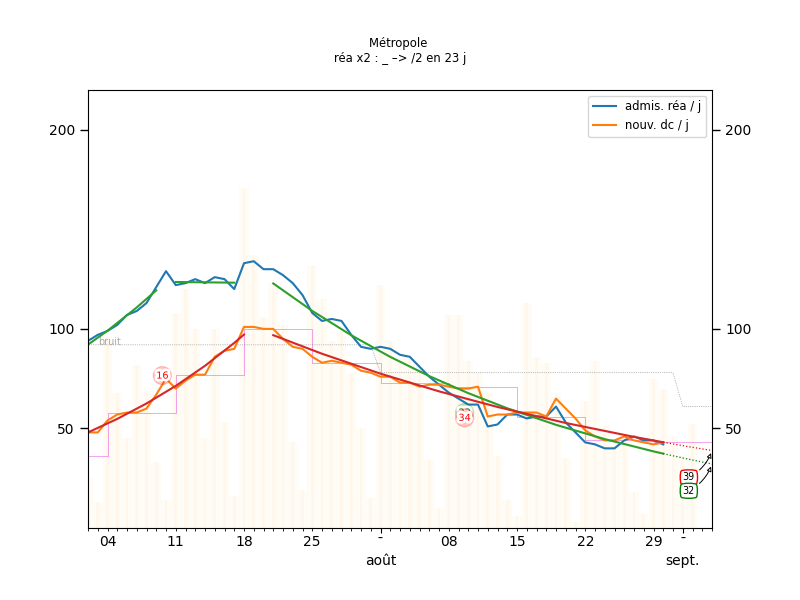 Métropole
réa x2 : _ –> /2 en 23 j
admis. réa / j
nouv. dc / j
200
200
100
100
bruit
16
34
50
50
39
32
04
11
18
25
-
08
15
22
29
-
août
sept.